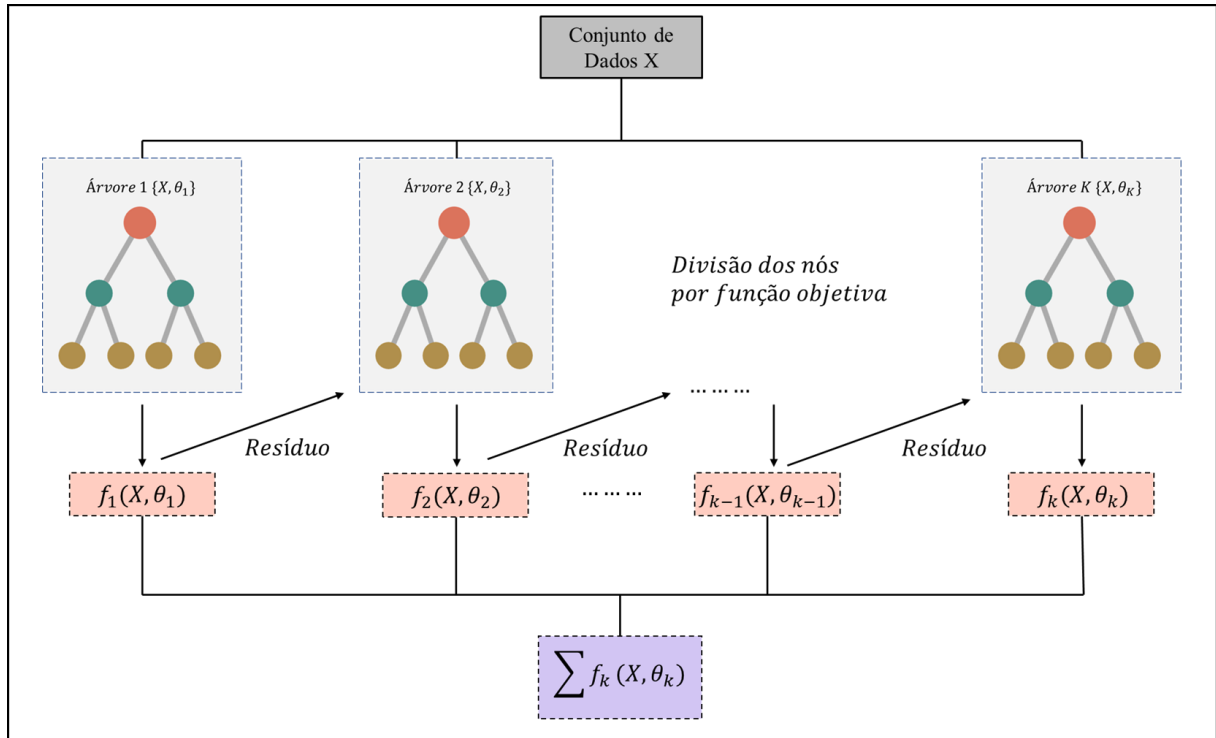 Conjunto de
Dados X
Árvore 1 {X, θ₁}
Árvore 2 {X, θ₂}
Árvore K {X, θ_K}
Divisão dos nós
por função objetiva
... ... ...
Resíduo
Resíduo
Resíduo
f₁(X, θ₁)
f₂(X, θ₂)
... ... ...
fₖ₋₁(X, θₖ₋₁)
fₖ(X, θₖ)
∑ fₖ (X, θₖ)